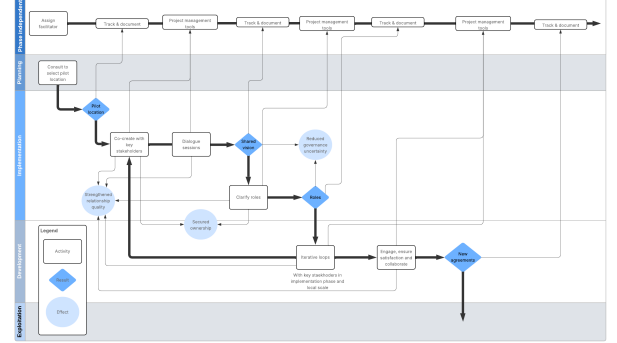 Phase independent
Assign
facilitator
Track & document
Project management
tools
Track & document
Project management
tools
Track & document
Project management
tools
Track & document
Planning
Consult to
select pilot
location
Implementation
Pilot
location
Co-create with
key
stakeholders
Dialogue
sessions
Shared
vision
Reduced
governance
uncertainty
Strengthened
relationship
quality
Clarify roles
Roles
Sensed
ownership
Development
Legend
Activity
Result
Effect
Iterative loops
With key staekhoders in
implementation phase and
local scale
Engage, ensure
satisfaction and
collaborate
New
agreements
Exploitation